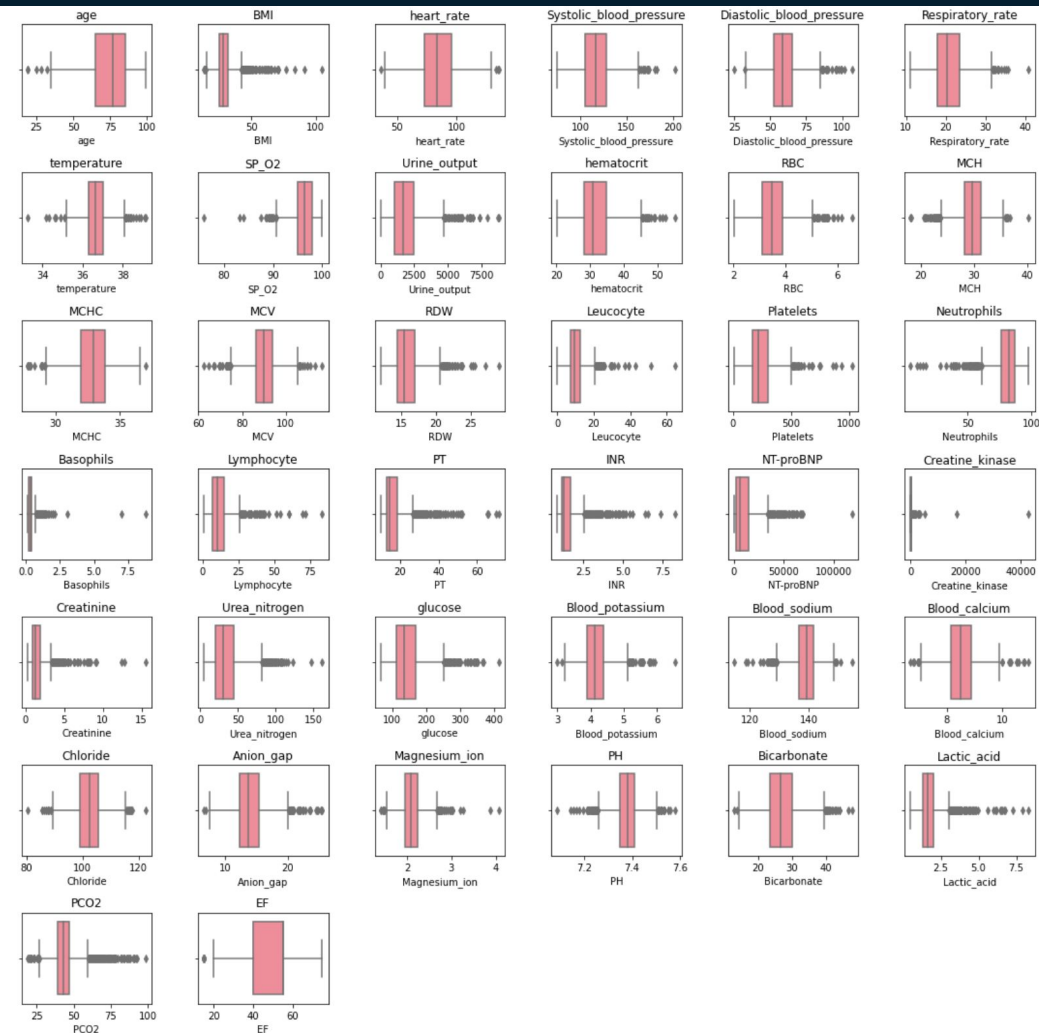 age BMI heart_rate Systolic_blood_pressure Diastolic_blood_pressure Respiratory_rate
25 50 75 100 50 100 50 100 100 150 200 25 50 75 100 10 20 30 40
age BMI heart_rate Systolic_blood_pressure Diastolic_blood_pressure Respiratory_rate
temperature SP_O2 Urine_output hematocrit RBC MCH
34 36 38 80 90 100 0 2500 5000 7500 20 30 40 50 2 4 6 20 30 40
temperature SP_O2 Urine_output hematocrit RBC MCH
MCHC MCV RDW Leucocyte Platelets Neutrophils
30 35 60 80 100 15 20 25 0 20 40 60 0 500 1000 50 100
MCHC MCV RDW Leucocyte Platelets Neutrophils
Basophils Lymphocyte PT INR NT-proBNP Creatine_kinase
0.0 2.5 5.0 7.5 0 25 50 75 20 40 60 2.5 5.0 7.5 0 50000 100000 0 20000 40000
Basophils Lymphocyte PT INR NT-proBNP Creatine_kinase
Creatinine Urea_nitrogen glucose Blood_potassium Blood_sodium Blood_calcium
0 5 10 15 0 50 100 150 100 200 300 400 3 4 5 6 120 140 8 10
Creatinine Urea_nitrogen glucose Blood_potassium Blood_sodium Blood_calcium
Chloride Anion_gap Magnesium_ion PH Bicarbonate Lactic_acid
80 100 120 10 20 2 3 4 7.2 7.4 7.6 20 30 40 2.5 5.0 7.5
Chloride Anion_gap Magnesium_ion PH Bicarbonate Lactic_acid
PCO2 EF
25 50 75 100 20 40 60
PCO2 EF